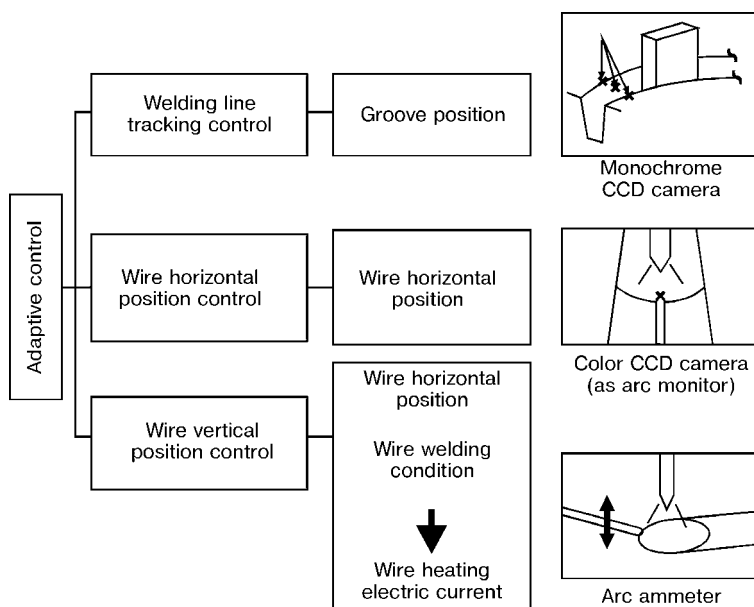 Adaptive control
Welding line
tracking control
Groove position
Monochrome
CCD camera
Wire horizontal
position control
Wire horizontal
position
Color CCD camera
(as arc monitor)
Wire vertical
position control
Wire horizontal
position
Wire welding
condition
Wire heating
electric current
Arc ammeter